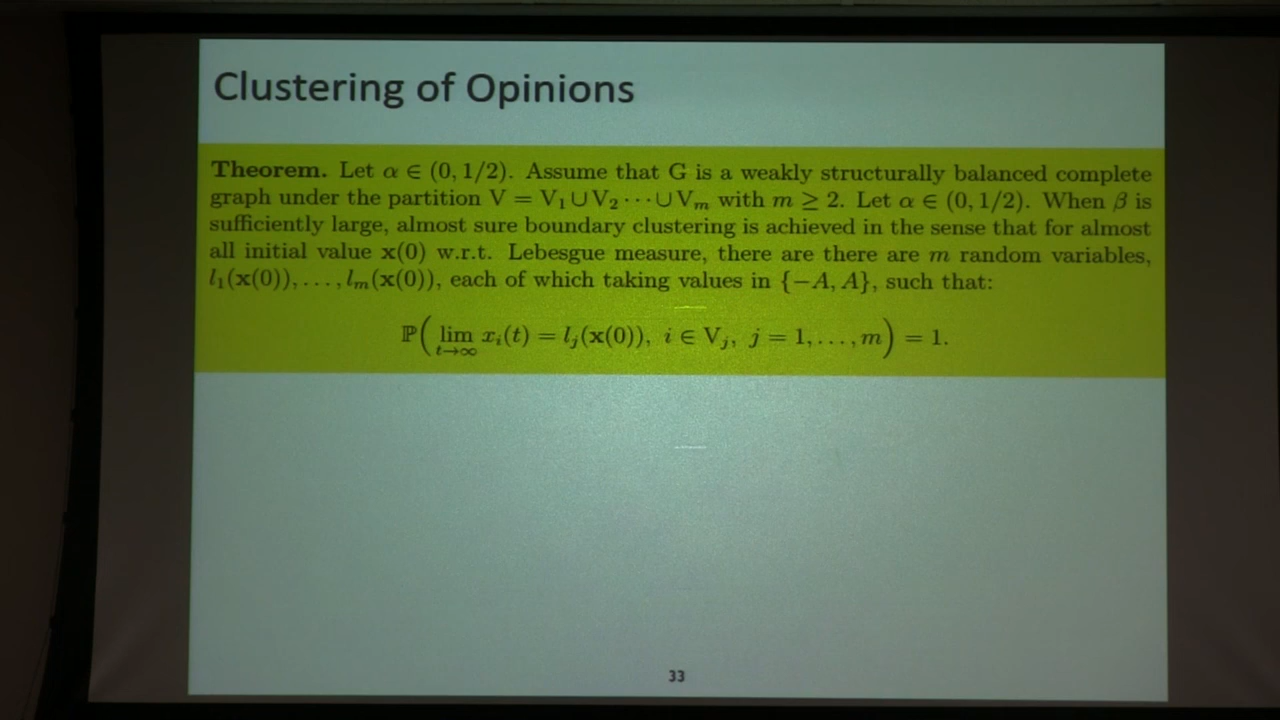 Clustering of Opinions
Theorem. Let α ∈ (0, 1/2). Assume that G is a weakly structurally balanced complete
graph under the partition V = V₁ ∪ V₂ ⋯ ∪ Vₘ with m ≥ 2. Let α ∈ (0, 1/2). When β is
sufficiently large, almost sure boundary clustering is achieved in the sense that for almost
all initial value x(0) w.r.t. Lebesgue measure, there are there are m random variables,
l₁(x(0)), . . . , lₘ(x(0)), each of which taking values in {−A, A}, such that:
ℙ( lim_{t→∞} xᵢ(t) = lⱼ(x(0)), i ∈ Vⱼ, j = 1, . . . , m ) = 1.
33